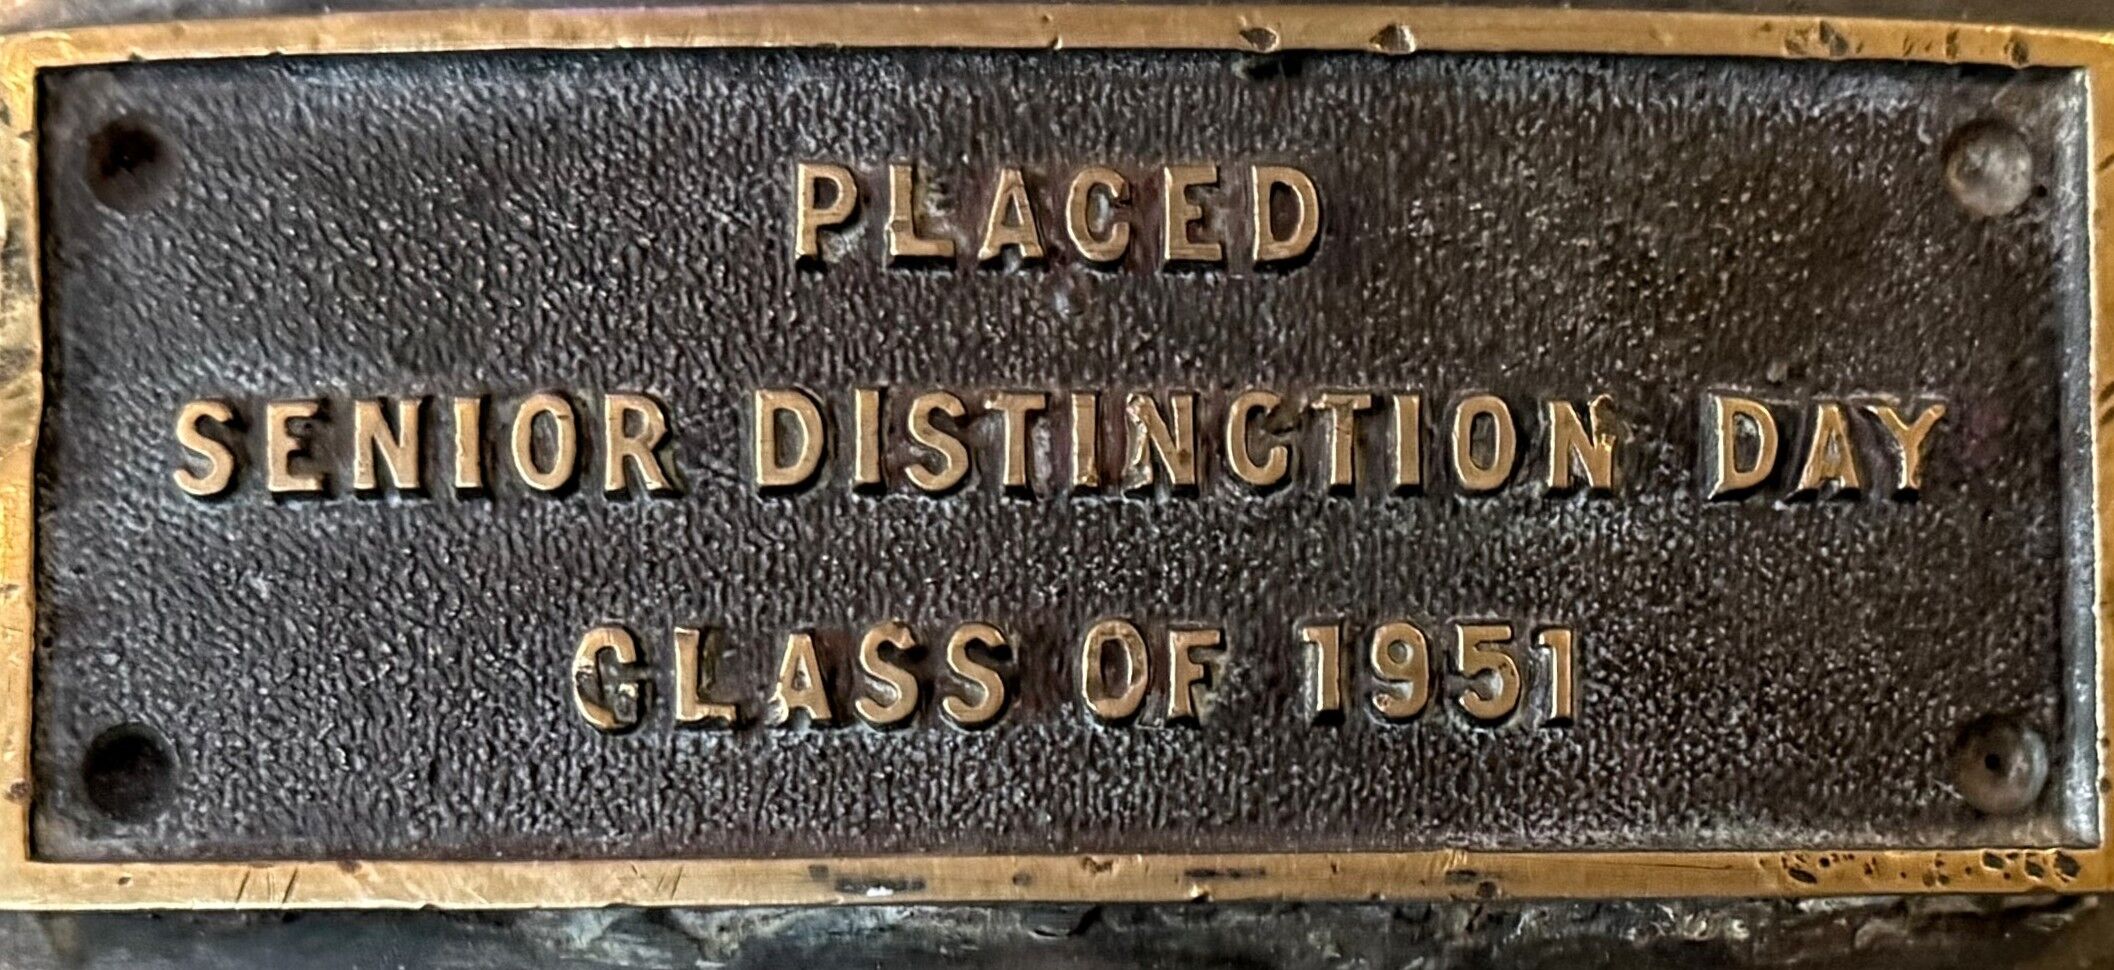 PLACED
SENIOR DISTINCTION DAY
CLASS OF 1951